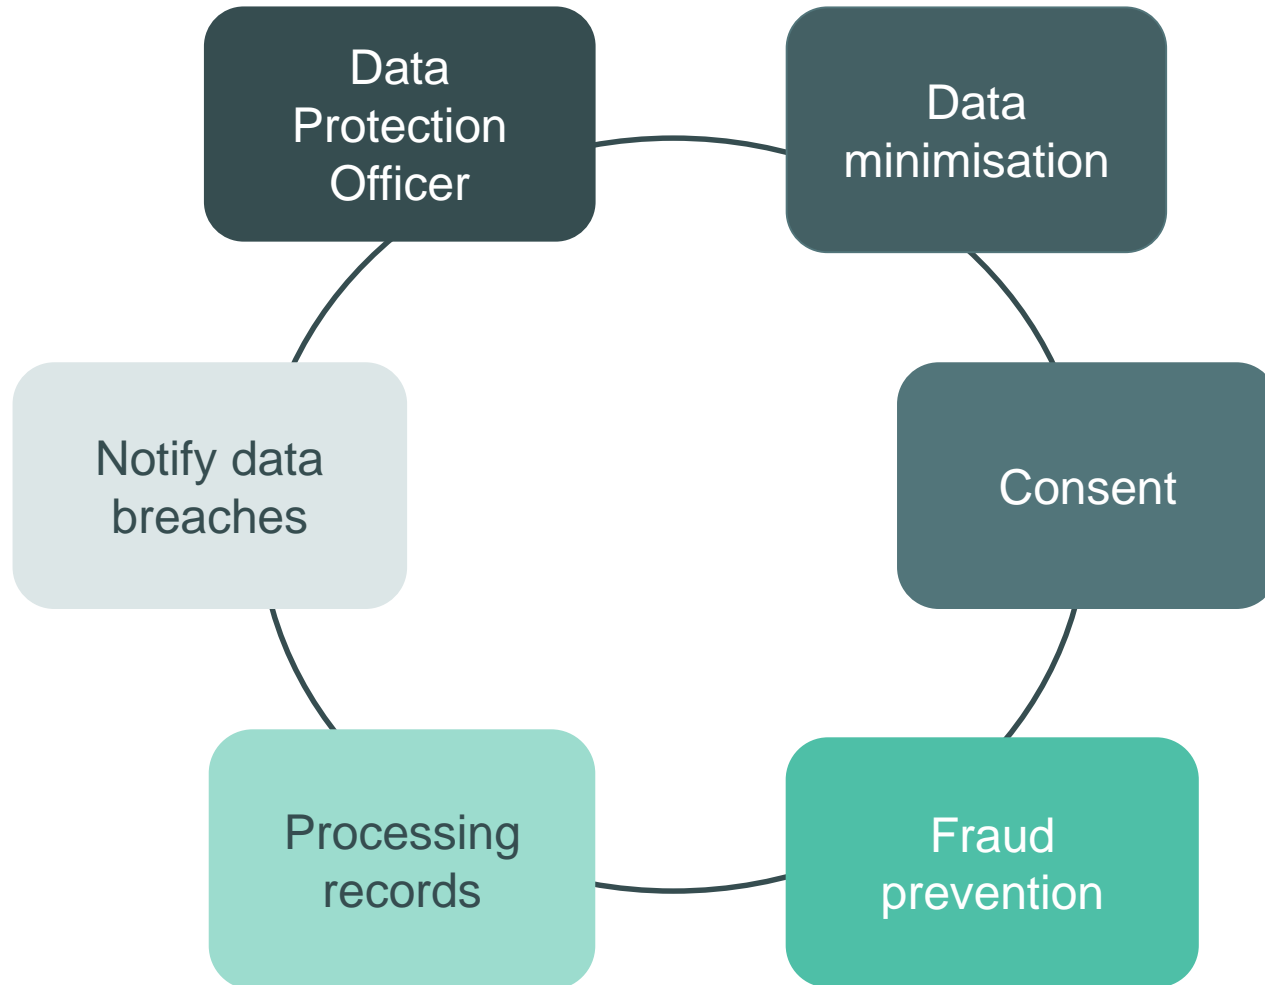 Data
Protection
Officer
Data
minimisation
Consent
Fraud
prevention
Processing
records
Notify data
breaches